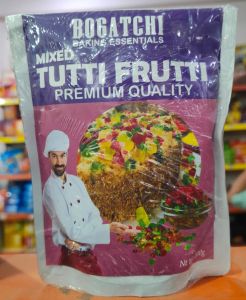 BOGATCHI
BAKING ESSENTIALS
MIXED
TUTTI FRUTTI
PREMIUM QUALITY